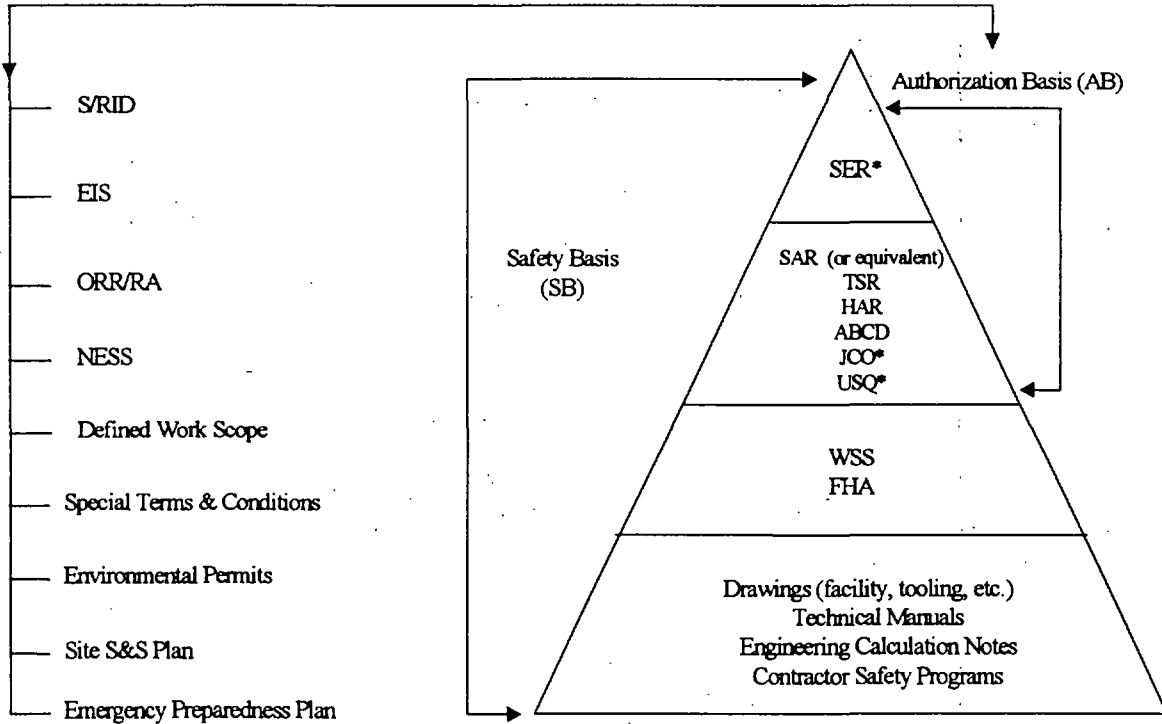 S/RID
EIS
ORR/RA
NESS
Defined Work Scope
Special Terms & Conditions
Environmental Permits
Site S&S Plan
Emergency Preparedness Plan
Safety Basis
(SB)
Authorization Basis (AB)
SER*
SAR (or equivalent)
TSR
HAR
ABCD
JCO*
USQ*
WSS
FHA
Drawings (facility, tooling, etc.)
Technical Manuals
Engineering Calculation Notes
Contractor Safety Programs